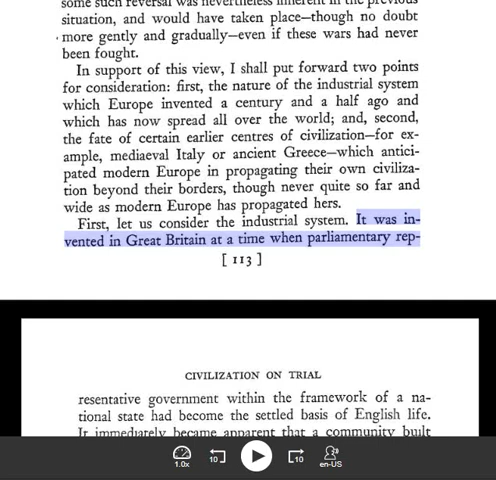 some such reversal was nevertheless inherent in the previous
situation, and would have taken place—though no doubt
more gently and gradually—even if these wars had never
been fought.
In support of this view, I shall put forward two points
for consideration: first, the nature of the industrial system
which Europe invented a century and a half ago and
which has now spread all over the world; and, second,
the fate of certain earlier centres of civilization—for ex-
ample, mediaeval Italy or ancient Greece—which antici-
pated modern Europe in propagating their own civiliza-
tion beyond their borders, though never quite so far and
wide as modern Europe has propagated hers.
First, let us consider the industrial system. It was in-
vented in Great Britain at a time when parliamentary rep-
[ 113 ]
CIVILIZATION ON TRIAL
resentative government within the framework of a na-
tional state had become the settled basis of English life.
It immediately became apparent that a community built
1.0x
10
10
en-US